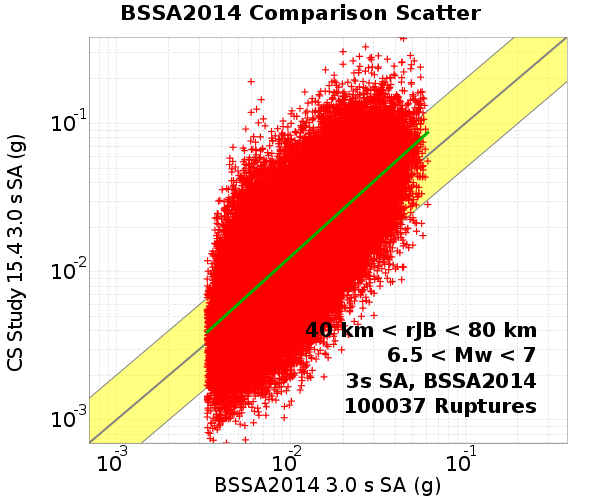 BSSA2014 Comparison Scatter
CS Study 15.4 3.0 s SA (g)
10-1
10-2
10-3
40 km < rJB < 80 km
6.5 < Mw < 7
3s SA, BSSA2014
100037 Ruptures
10-3 10-2 10-1
BSSA2014 3.0 s SA (g)